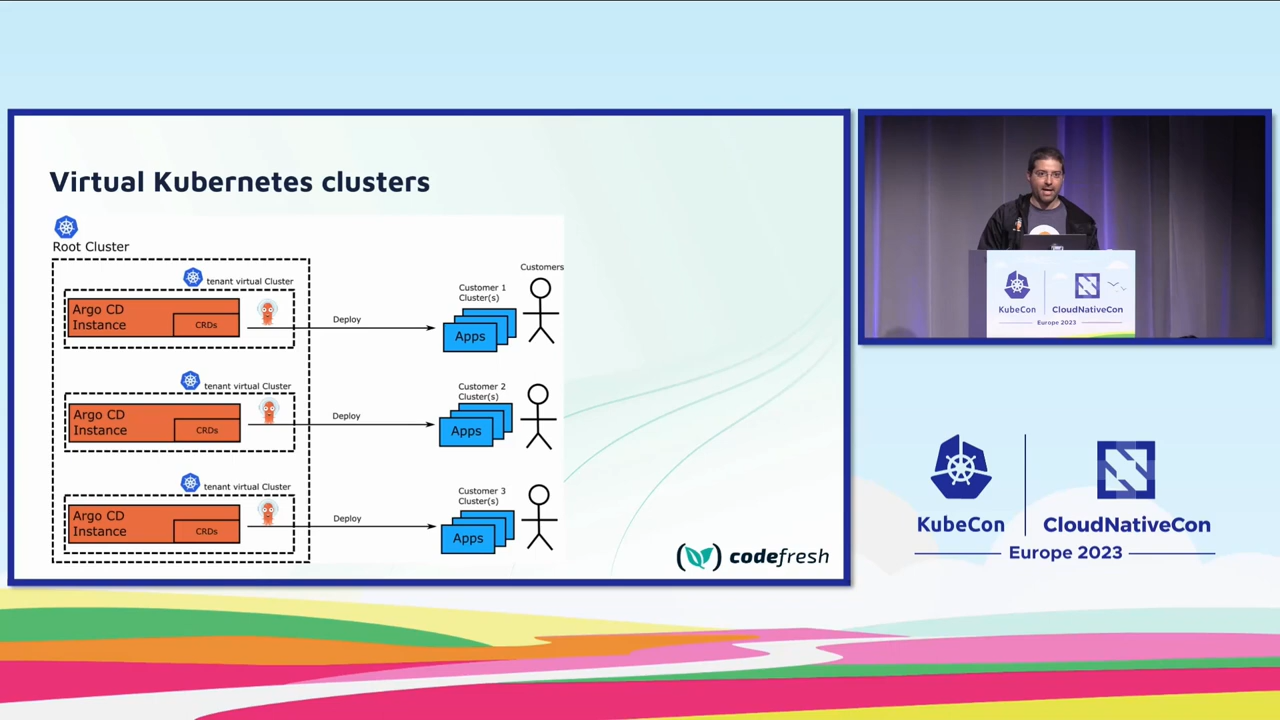 Virtual Kubernetes clusters
Root Cluster
tenant virtual Cluster
Argo CD
Instance
CRDs
Deploy
Customers
Customer 1
Cluster(s)
Apps
tenant virtual Cluster
Argo CD
Instance
CRDs
Deploy
Customer 2
Cluster(s)
Apps
tenant virtual Cluster
Argo CD
Instance
CRDs
Deploy
Customer 3
Cluster(s)
Apps
codefresh
KubeCon
CloudNativeCon
Europe 2023
KubeCon
CloudNativeCon
Europe 2023